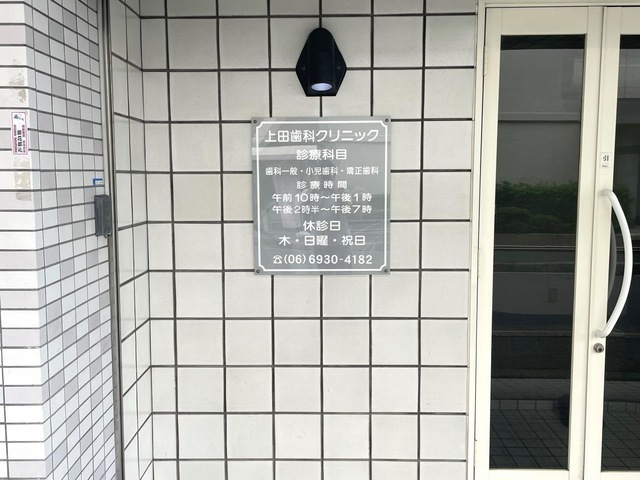 上田歯科クリニック
診療科目
歯科一般・小児歯科・矯正歯科
診療時間
午前10時〜午後1時
午後2時半〜午後7時
休診日
木・日曜・祝日
☎(06)6930-4182
引